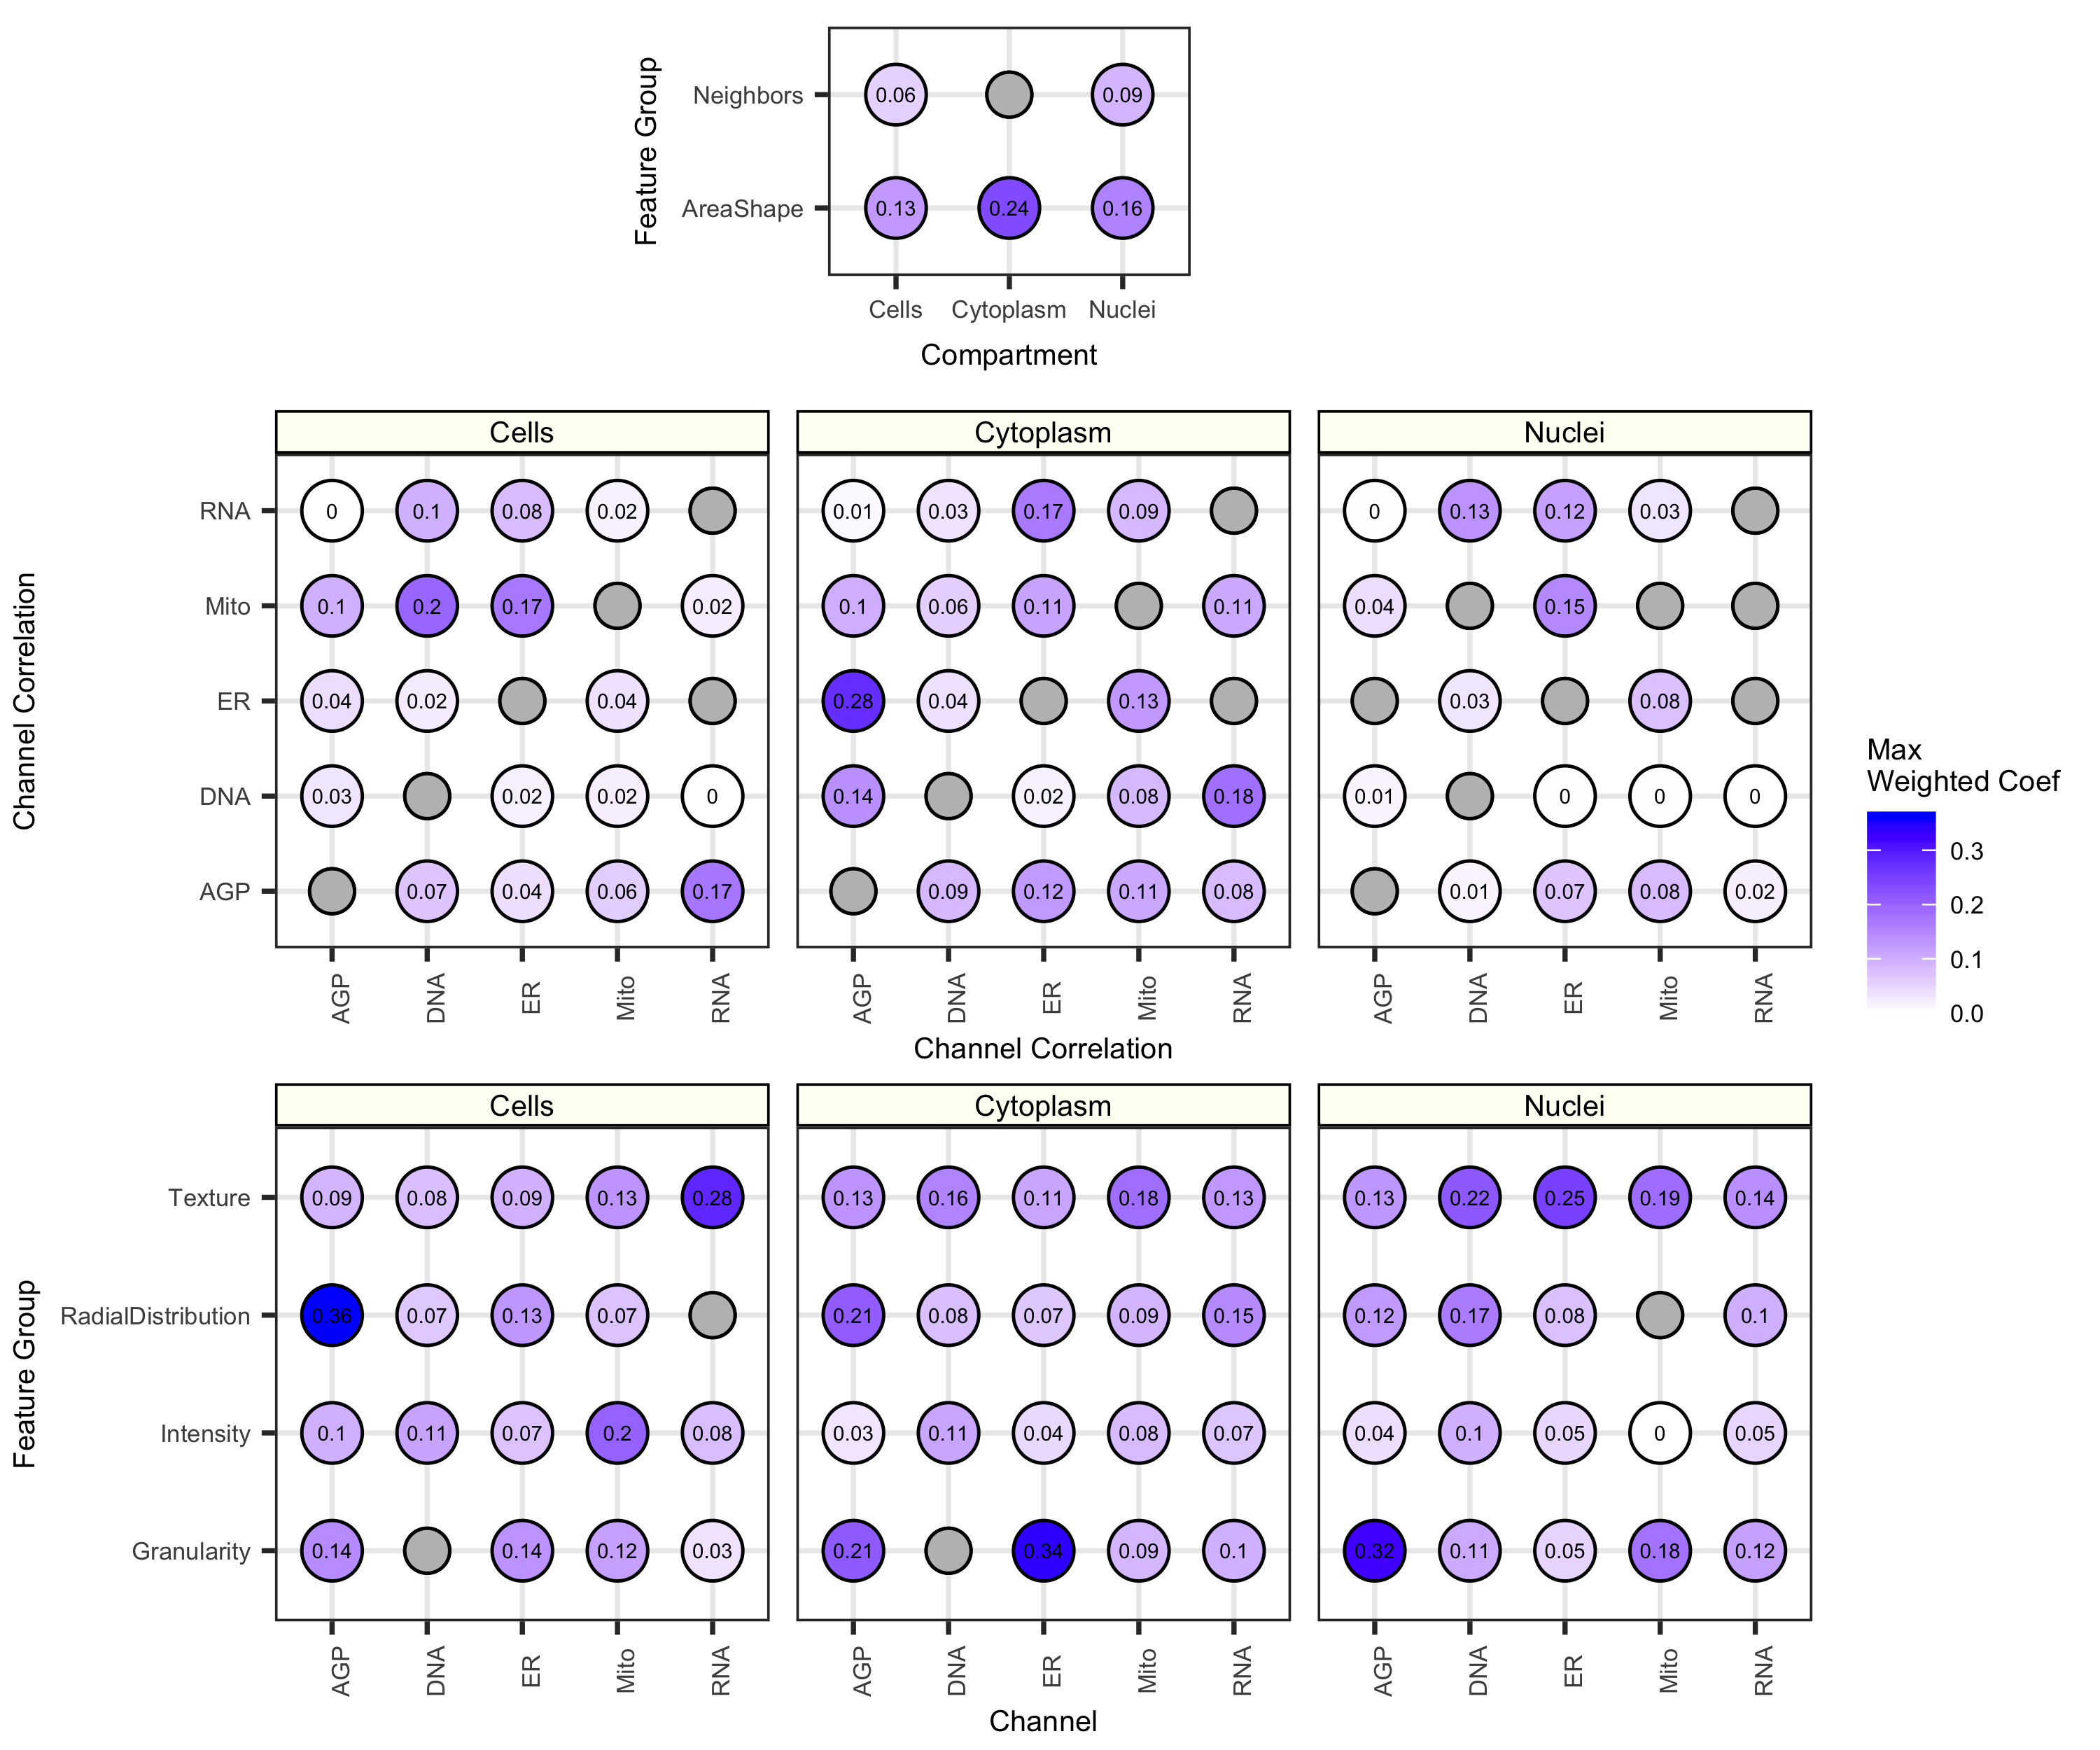 Feature Group
Neighbors 0.06 0.09
AreaShape 0.13 0.24 0.16
Cells Cytoplasm Nuclei
Compartment
Channel Correlation
Cells Cytoplasm Nuclei
RNA 0 0.1 0.08 0.02 0.01 0.03 0.17 0.09 0 0.13 0.12 0.03
Mito 0.1 0.2 0.17 0.02 0.1 0.06 0.11 0.11 0.04 0.15
ER 0.04 0.02 0.04 0.28 0.04 0.13 0.03 0.08
DNA 0.03 0.02 0.02 0 0.14 0.02 0.08 0.18 0.01 0 0 0
AGP 0.07 0.04 0.06 0.17 0.09 0.12 0.11 0.08 0.01 0.07 0.08 0.02
AGP DNA ER Mito RNA AGP DNA ER Mito RNA AGP DNA ER Mito RNA
Channel Correlation
Max
Weighted Coef
0.3
0.2
0.1
0.0
Feature Group
Cells Cytoplasm Nuclei
Texture 0.09 0.08 0.09 0.13 0.28 0.13 0.16 0.11 0.18 0.13 0.13 0.22 0.25 0.19 0.14
RadialDistribution 0.36 0.07 0.13 0.07 0.21 0.08 0.07 0.09 0.15 0.12 0.17 0.08 0.1
Intensity 0.1 0.11 0.07 0.2 0.08 0.03 0.11 0.04 0.08 0.07 0.04 0.1 0.05 0 0.05
Granularity 0.14 0.14 0.12 0.03 0.21 0.34 0.09 0.1 0.32 0.11 0.05 0.18 0.12
AGP DNA ER Mito RNA AGP DNA ER Mito RNA AGP DNA ER Mito RNA
Channel